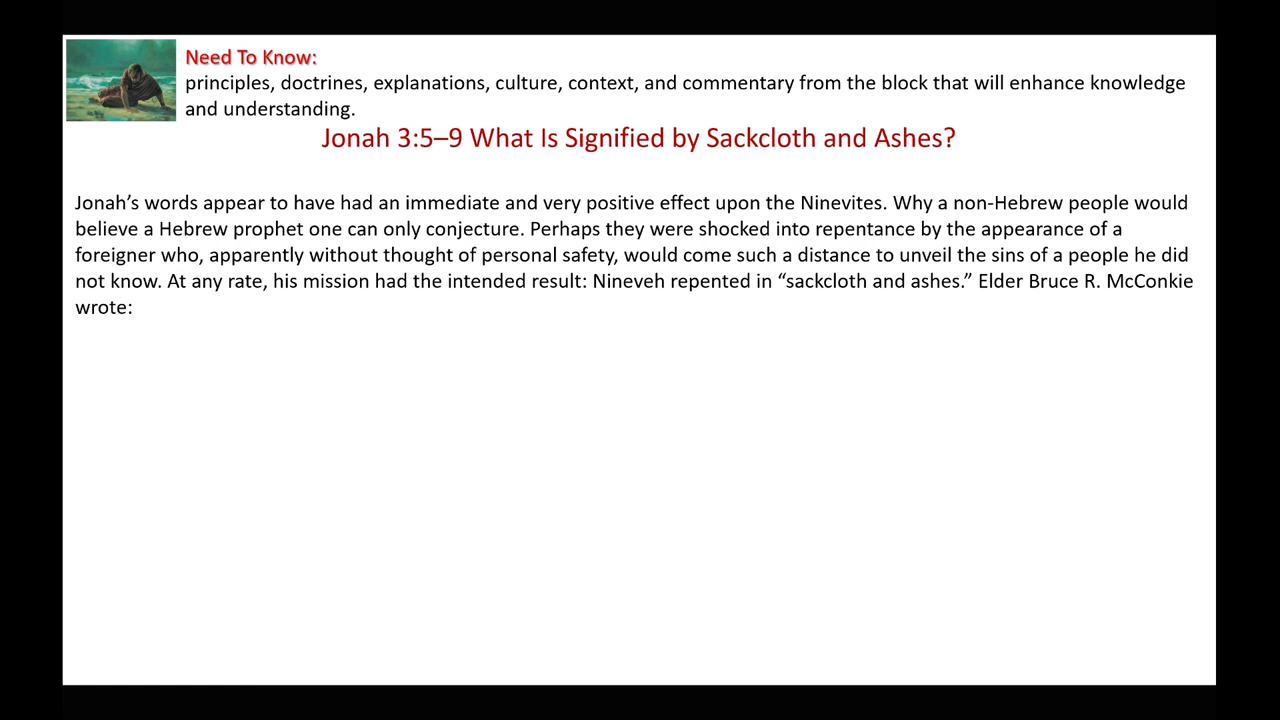 Need To Know:
principles, doctrines, explanations, culture, context, and commentary from the block that will enhance knowledge
and understanding.
Jonah 3:5–9 What Is Signified by Sackcloth and Ashes?
Jonah’s words appear to have had an immediate and very positive effect upon the Ninevites. Why a non-Hebrew people would
believe a Hebrew prophet one can only conjecture. Perhaps they were shocked into repentance by the appearance of a
foreigner who, apparently without thought of personal safety, would come such a distance to unveil the sins of a people he did
not know. At any rate, his mission had the intended result: Nineveh repented in “sackcloth and ashes.” Elder Bruce R. McConkie
wrote: